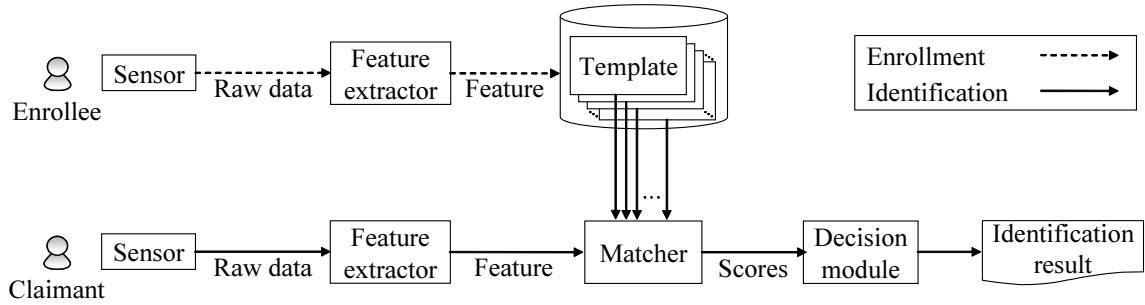 Enrollee
Sensor
Raw data
Feature
extractor
Feature
Template
...
Enrollment
Identification
Claimant
Sensor
Raw data
Feature
extractor
Feature
...
Matcher
Scores
Decision
module
Identification
result